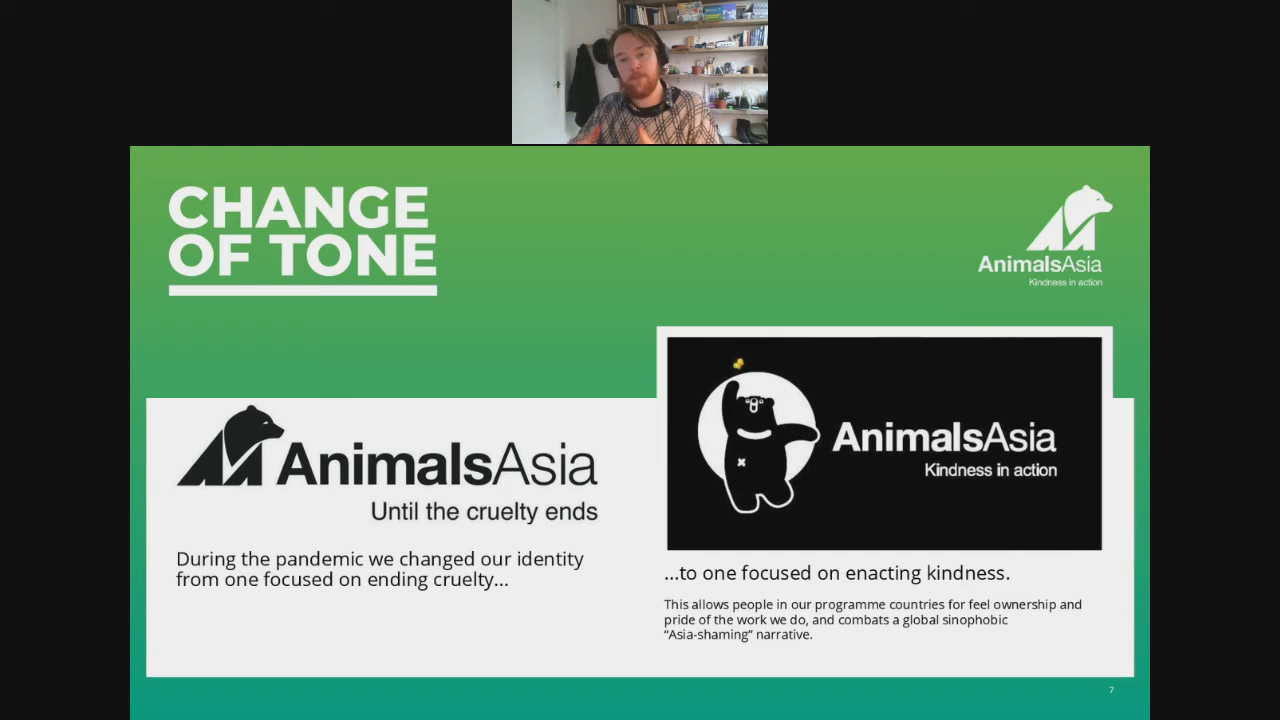 CHANGE
OF TONE
AnimalsAsia
Kindness in action
AnimalsAsia
Until the cruelty ends
During the pandemic we changed our identity
from one focused on ending cruelty...
AnimalsAsia
Kindness in action
...to one focused on enacting kindness.
This allows people in our programme countries for feel ownership and
pride of the work we do, and combats a global sinophobic
“Asia-shaming” narrative.
7